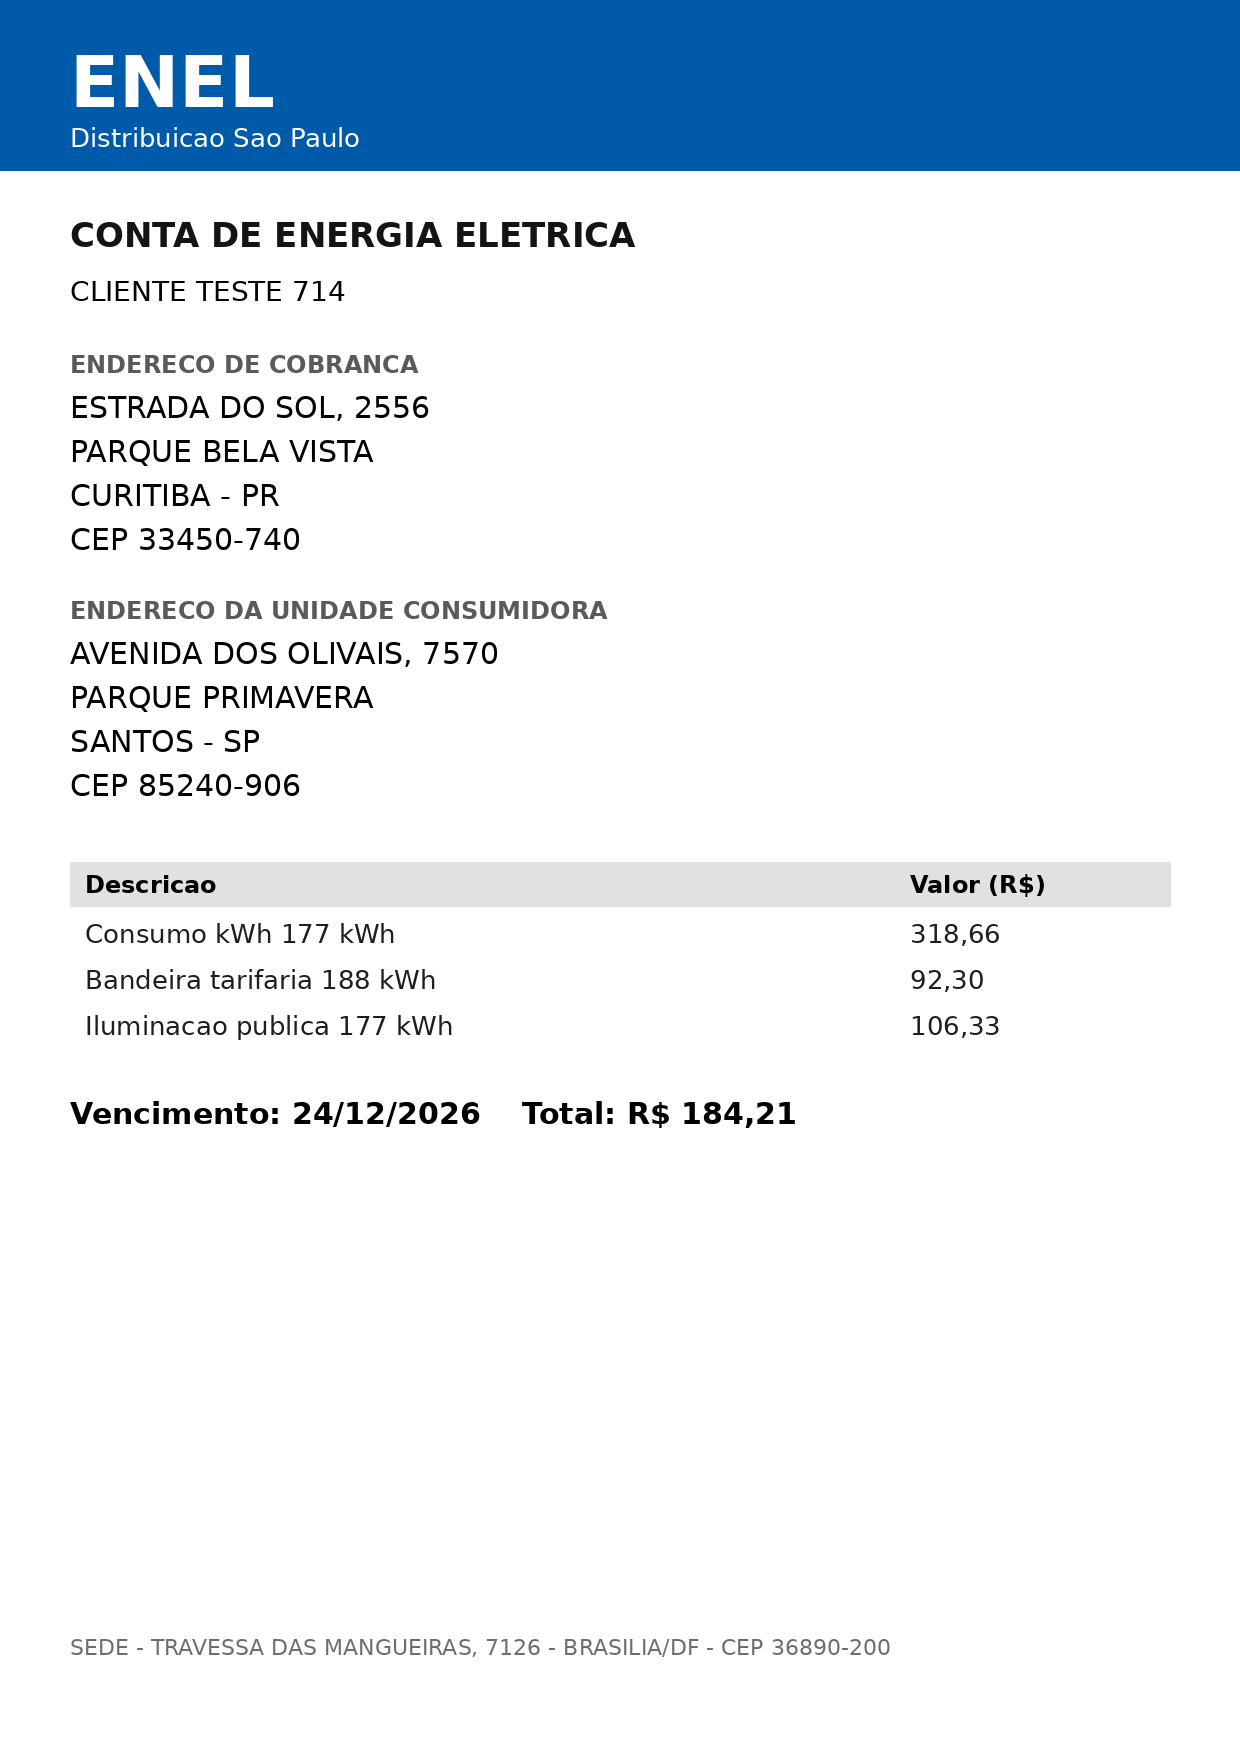 ENEL
Distribuicao Sao Paulo
CONTA DE ENERGIA ELETRICA
CLIENTE TESTE 714
ENDERECO DE COBRANCA
ESTRADA DO SOL, 2556
PARQUE BELA VISTA
CURITIBA - PR
CEP 33450-740
ENDERECO DA UNIDADE CONSUMIDORA
AVENIDA DOS OLIVAIS, 7570
PARQUE PRIMAVERA
SANTOS - SP
CEP 85240-906
Descricao Valor (R$)
Consumo kWh 177 kWh 318,66
Bandeira tarifaria 188 kWh 92,30
Iluminacao publica 177 kWh 106,33
Vencimento: 24/12/2026 Total: R$ 184,21
SEDE - TRAVESSA DAS MANGUEIRAS, 7126 - BRASILIA/DF - CEP 36890-200